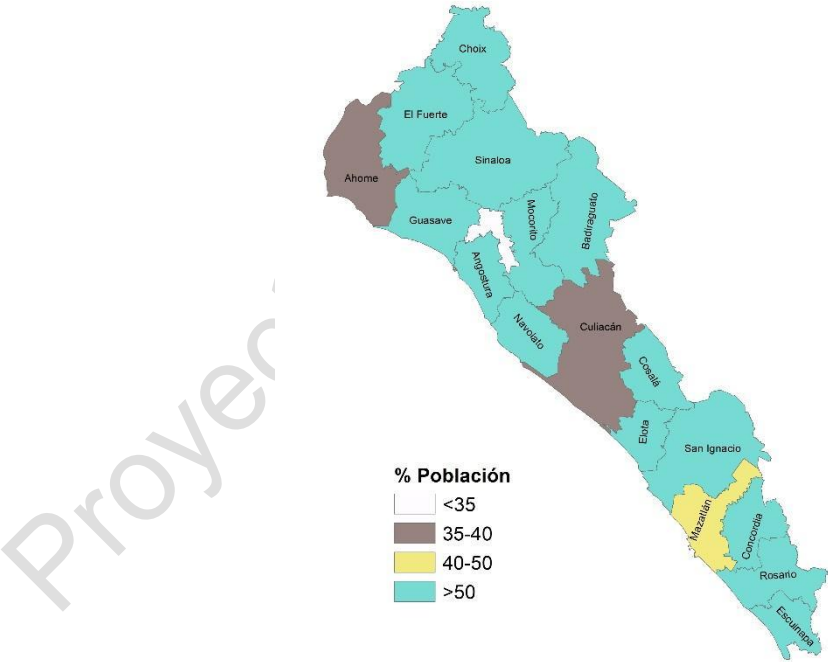 Choix
El Fuerte
Sinaloa
Ahome
Guasave
Mocorito
Badiraguato
Angostura
Navolato
Culiacán
Cosalá
Elota
San Ignacio
Mazatlán
Concordia
Rosario
Escuinapa
% Población
<35
35-40
40-50
>50
Proyec